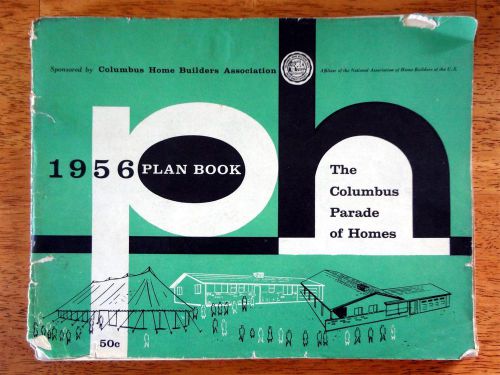 Sponsored by Columbus Home Builders Association
Affiliate of the National Association of Home Builders of the U.S.
ph
1956 PLAN BOOK
The
Columbus
Parade
of Homes
50c